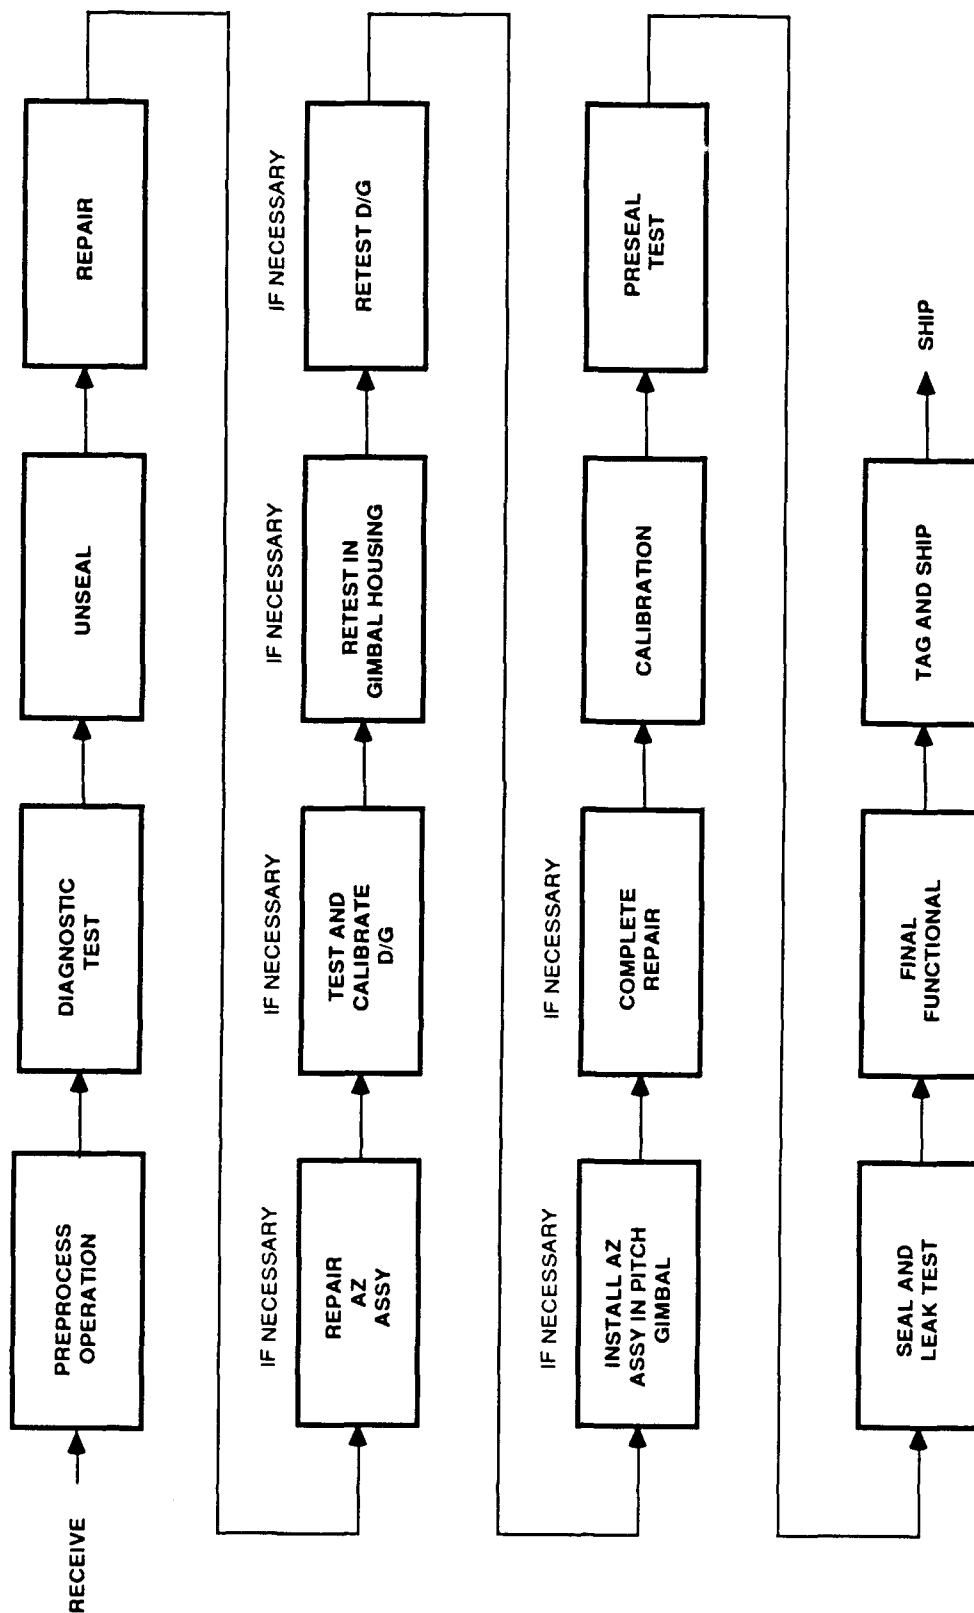 RECEIVE
PREPROCESS
OPERATION
DIAGNOSTIC
TEST
UNSEAL
REPAIR
IF NECESSARY
REPAIR
AZ
ASSY
IF NECESSARY
TEST AND
CALIBRATE
D/G
IF NECESSARY
RETEST IN
GIMBAL HOUSING
IF NECESSARY
RETEST D/G
IF NECESSARY
INSTALL AZ
ASSY IN PITCH
GIMBAL
IF NECESSARY
COMPLETE
REPAIR
CALIBRATION
PRESEAL
TEST
SEAL AND
LEAK TEST
FINAL
FUNCTIONAL
TAG AND SHIP
SHIP